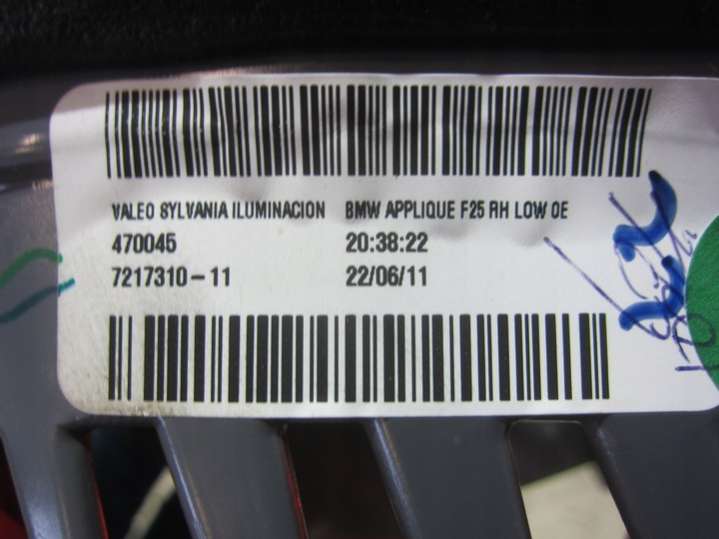 VALEO SYLVANIA ILUMINACION BMW APPLIQUE F25 RH LOW OE
470045 20:38:22
7217310-11 22/06/11